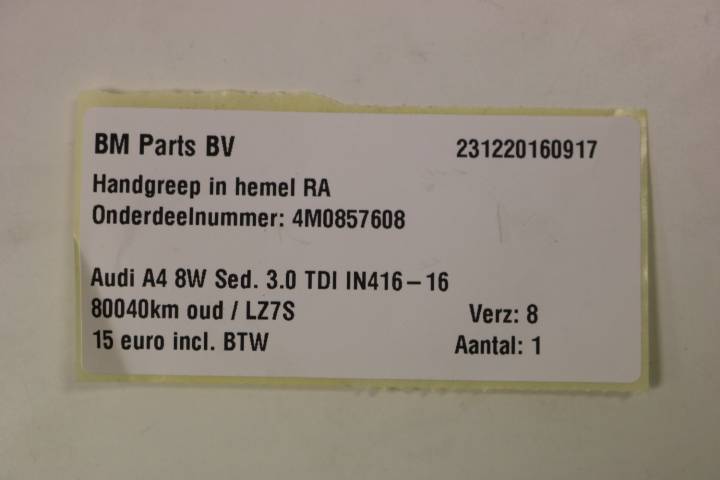 BM Parts BV 231220160917
Handgreep in hemel RA
Onderdeelnummer: 4M0857608
Audi A4 8W Sed. 3.0 TDI IN416-16
80040km oud / LZ7S Verz: 8
15 euro incl. BTW Aantal: 1